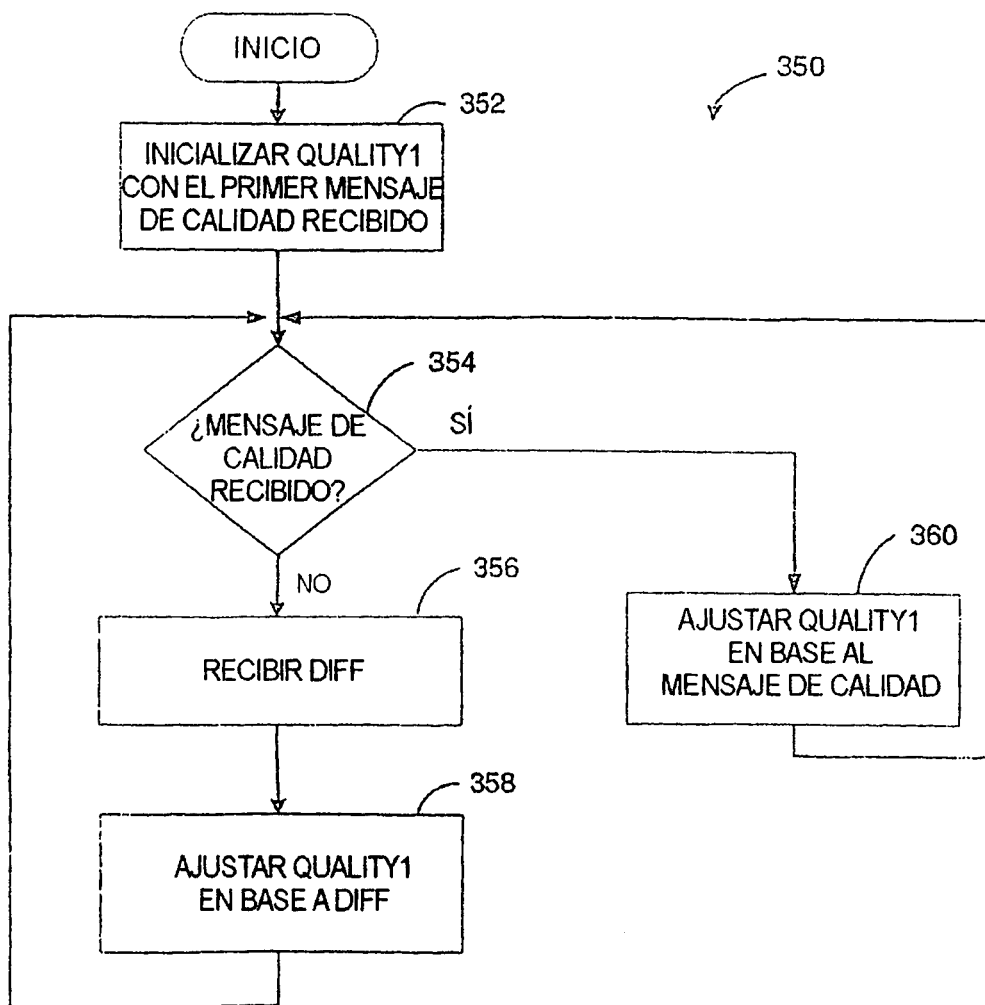 INICIO
350
352
INICIALIZAR QUALITY1
CON EL PRIMER MENSAJE
DE CALIDAD RECIBIDO
354
¿MENSAJE DE
CALIDAD
RECIBIDO?
SÍ
NO
356
RECIBIR DIFF
360
AJUSTAR QUALITY1
EN BASE AL
MENSAJE DE CALIDAD
358
AJUSTAR QUALITY1
EN BASE A DIFF